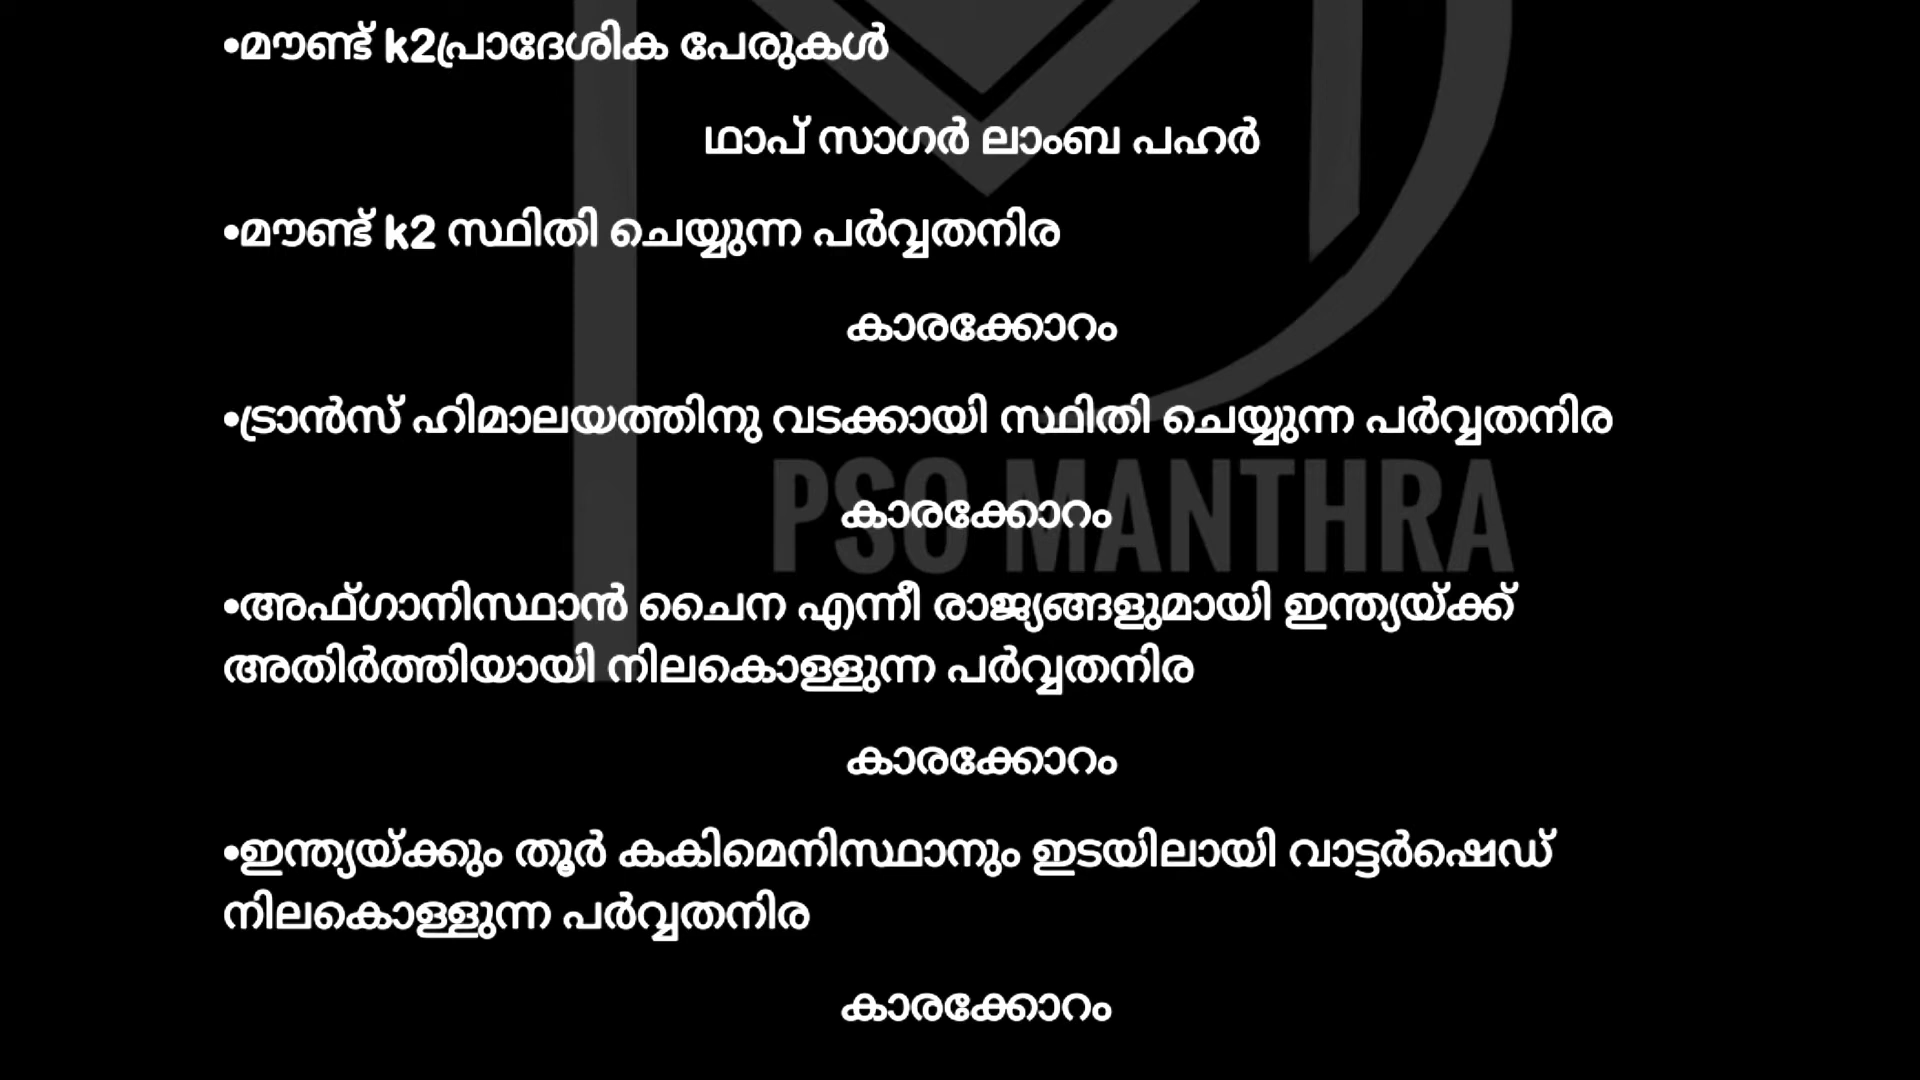 •മൗണ്ട് k2പ്രാദേശിക പേരുകൾ
ഥാപ് സാഗർ ലാംബ പഹർ
•മൗണ്ട് k2 സ്ഥിതി ചെയ്യുന്ന പർവ്വതനിര
കാരക്കോറം
•ട്രാൻസ് ഹിമാലയത്തിനു വടക്കായി സ്ഥിതി ചെയ്യുന്ന പർവ്വതനിര
PSO MANTHRA
കാരക്കോറം
•അഫ്ഗാനിസ്ഥാൻ ചൈന എന്നീ രാജ്യങ്ങളുമായി ഇന്ത്യയ്ക്ക്
അതിർത്തിയായി നിലകൊള്ളുന്ന പർവ്വതനിര
കാരക്കോറം
•ഇന്ത്യയ്ക്കും തൂർ കകിമെനിസ്ഥാനും ഇടയിലായി വാട്ടർഷെഡ്
നിലകൊള്ളുന്ന പർവ്വതനിര
കാരക്കോറം